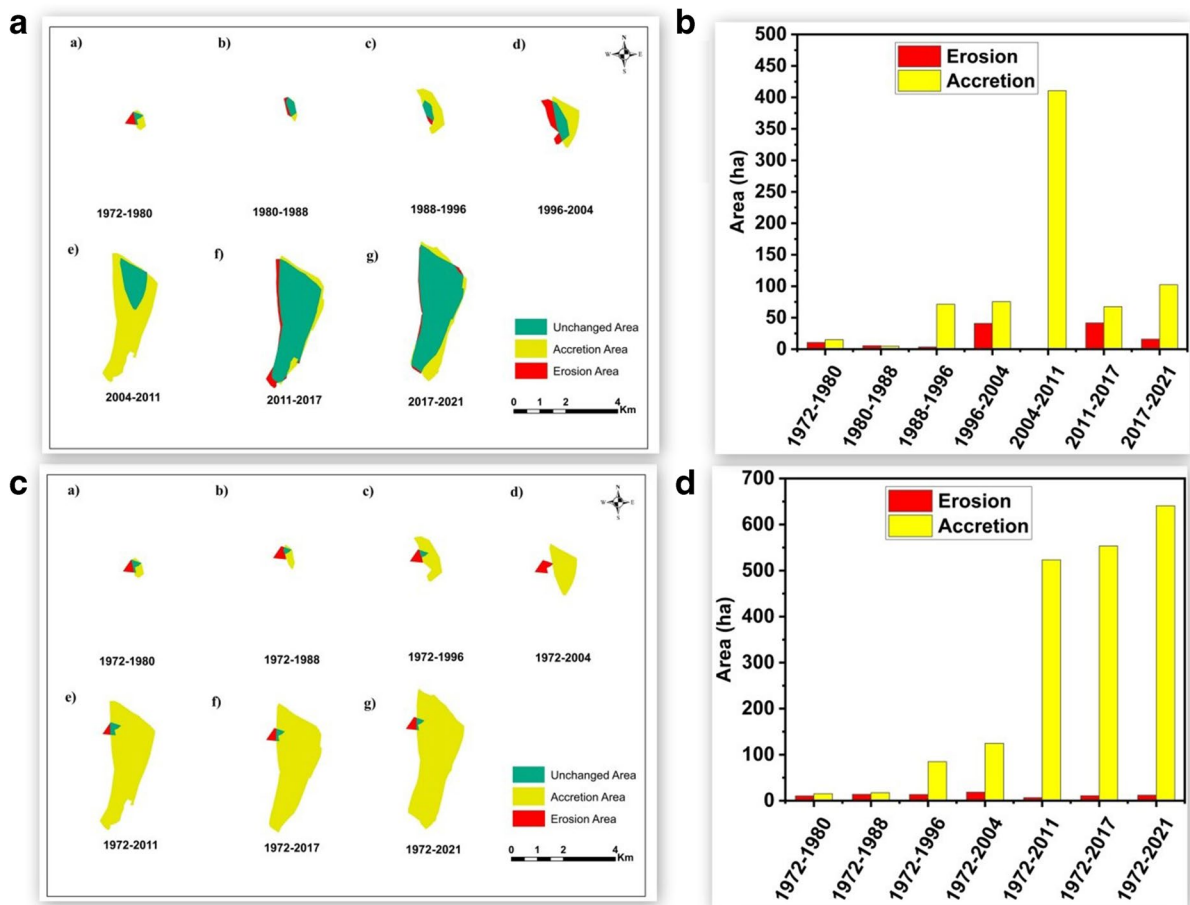 a
a)
b)
c)
d)
N
W
E
S
1972-1980
1980-1988
1988-1996
1996-2004
e)
f)
g)
Unchanged Area
Accretion Area
Erosion Area
2004-2011
2011-2017
2017-2021
0 1 2 4
Km
b
500
450
400
350
300
250
200
150
100
50
0
Area (ha)
Erosion
Accretion
1972-1980
1980-1988
1988-1996
1996-2004
2004-2011
2011-2017
2017-2021
c
a)
b)
c)
d)
N
W
E
S
1972-1980
1972-1988
1972-1996
1972-2004
e)
f)
g)
Unchanged Area
Accretion Area
Erosion Area
1972-2011
1972-2017
1972-2021
0 1 2 4
Km
d
700
600
500
400
300
200
100
0
Area (ha)
Erosion
Accretion
1972-1980
1972-1988
1972-1996
1972-2004
1972-2011
1972-2017
1972-2021